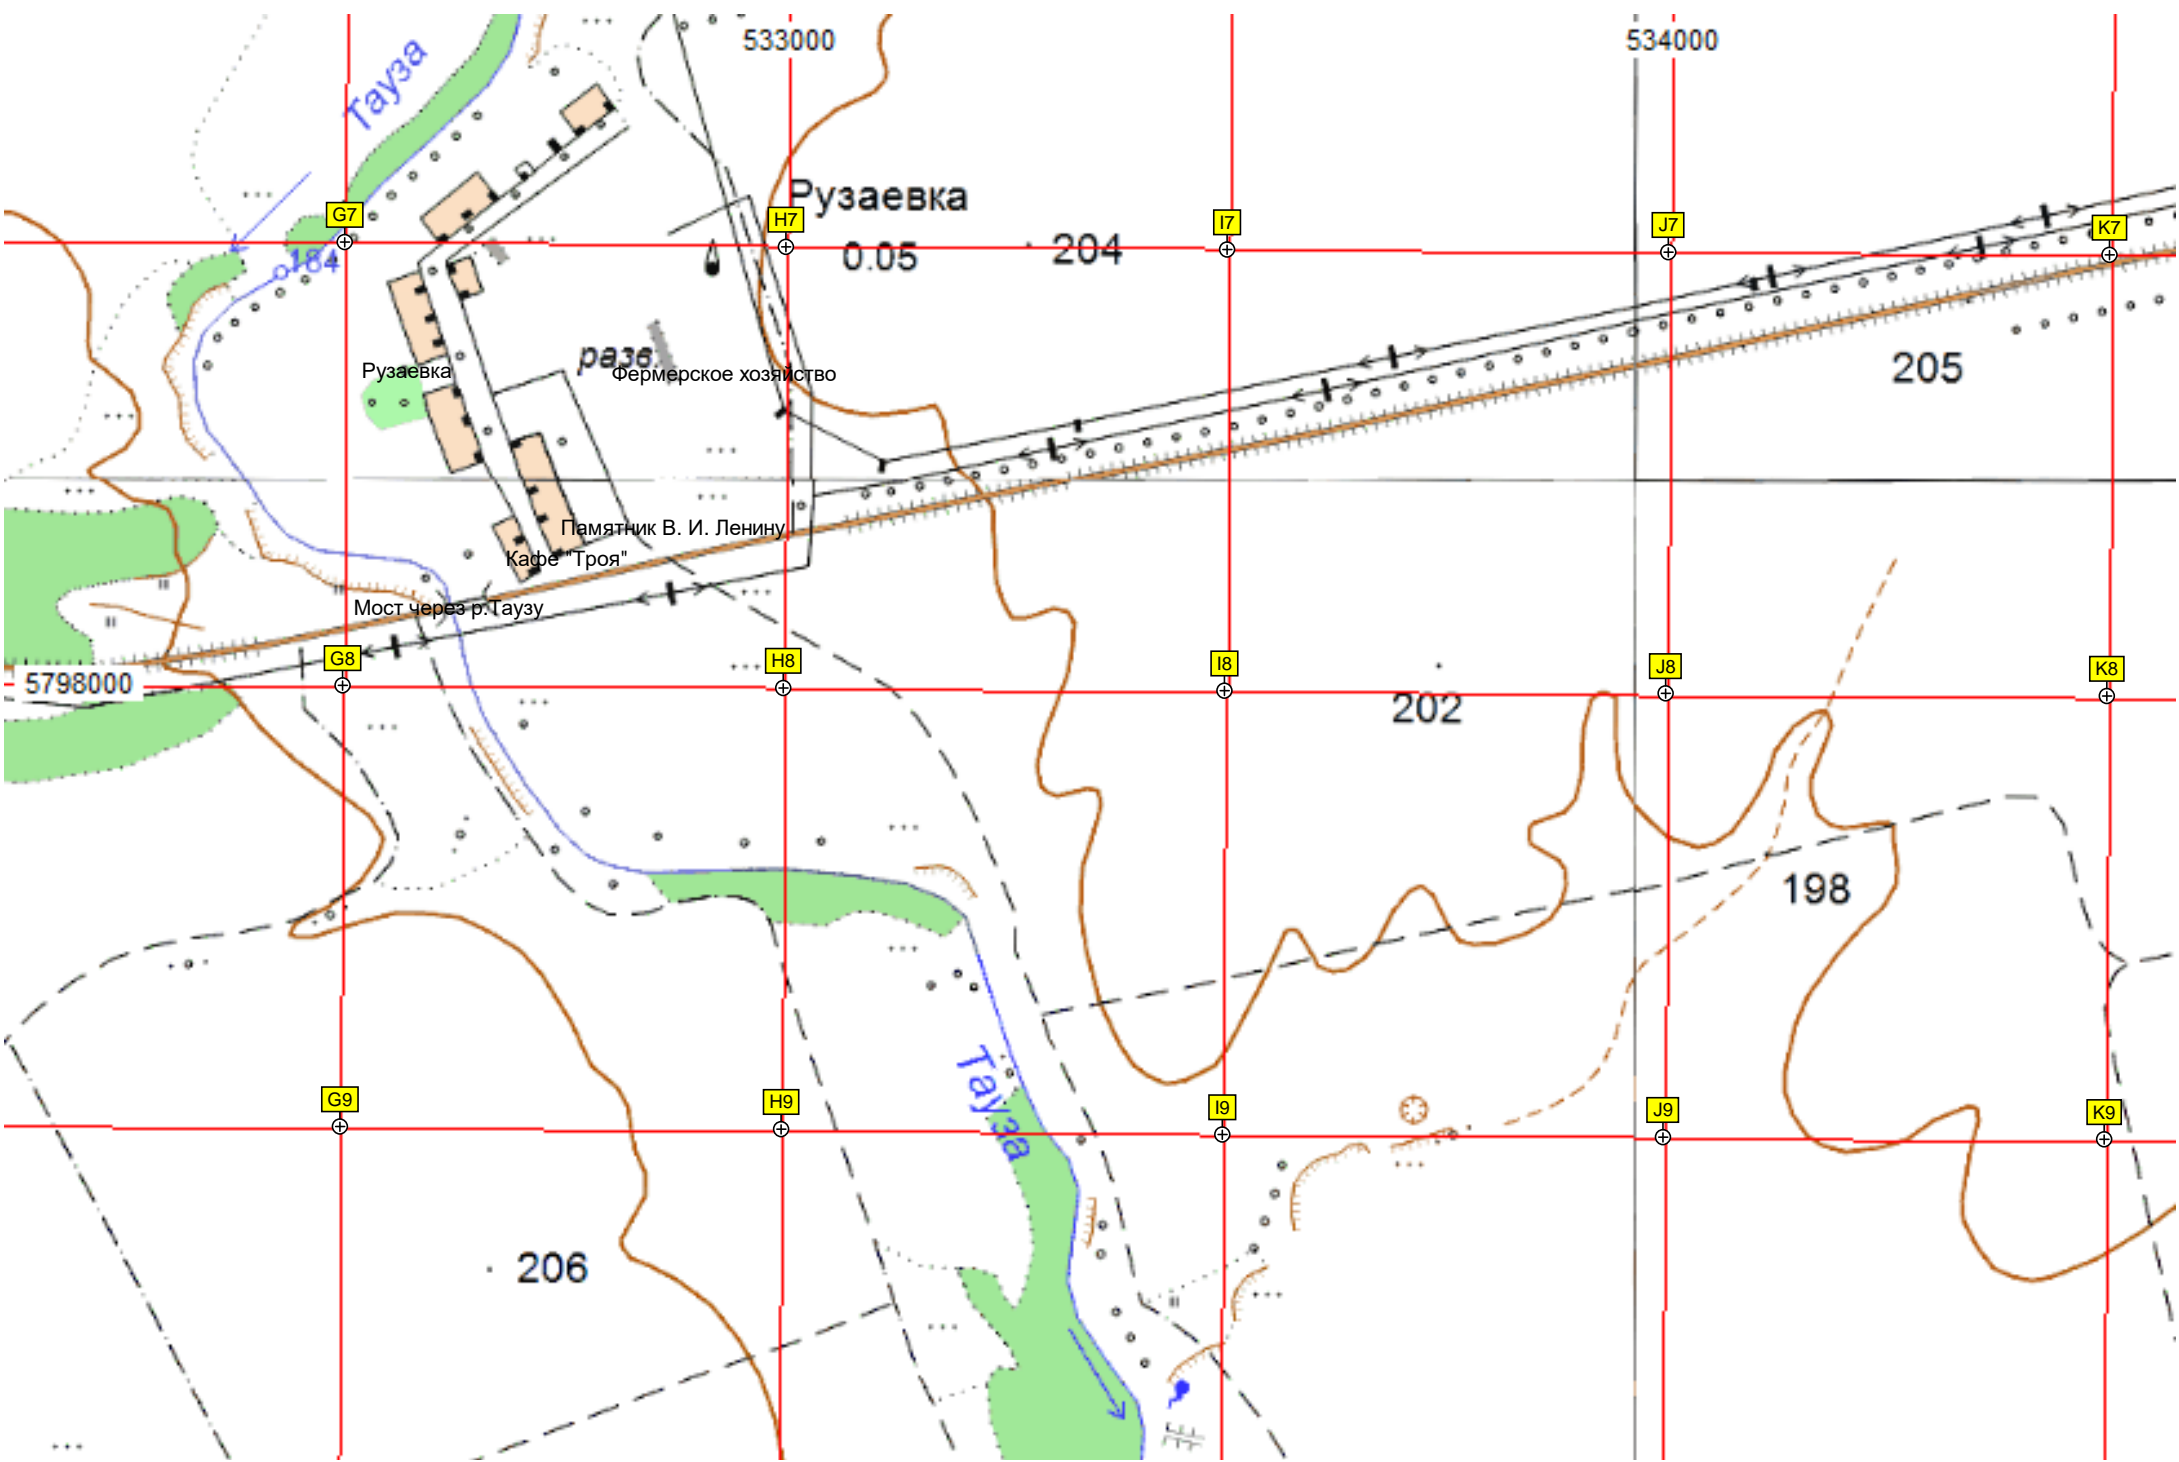 533000
534000
Тауза
Рузаевка
G7
H7
I7
J7
K7
184
0.05
204
разв.
Рузаевка
Фермерское хозяйство
205
Памятник В. И. Ленину
Кафе "Троя"
Мост через р.Таузу
G8
H8
I8
J8
K8
5798000
202
198
Тауза
G9
H9
I9
J9
K9
206